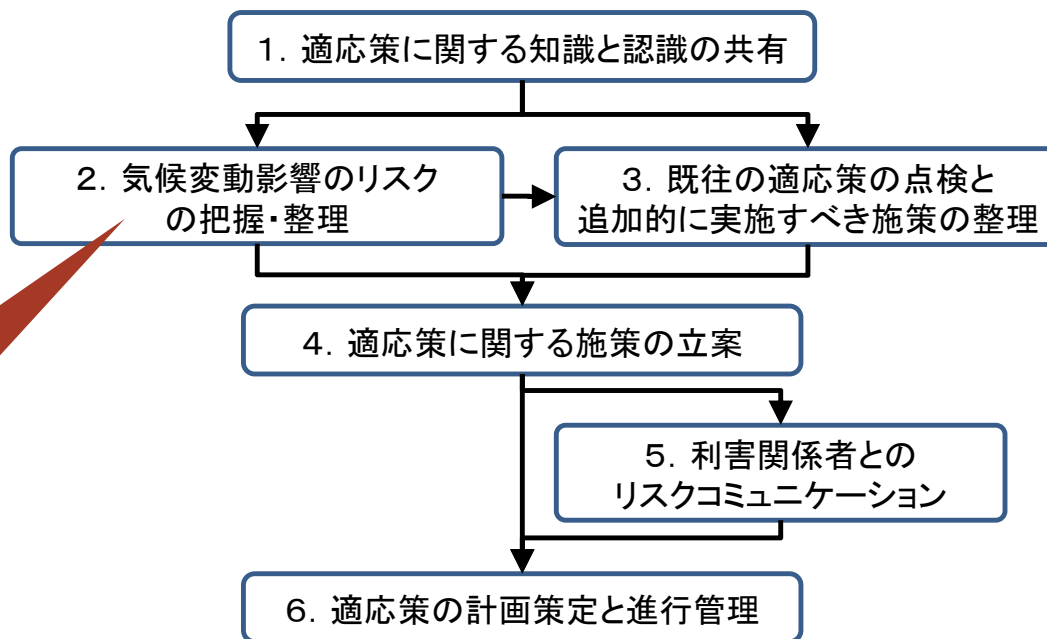 １．適応策に関する知識と認識の共有
２．気候変動影響のリスク
の把握・整理
３．既往の適応策の点検と
追加的に実施すべき施策の整理
４．適応策に関する施策の立案
５．利害関係者との
リスクコミュニケーション
６．適応策の計画策定と進行管理